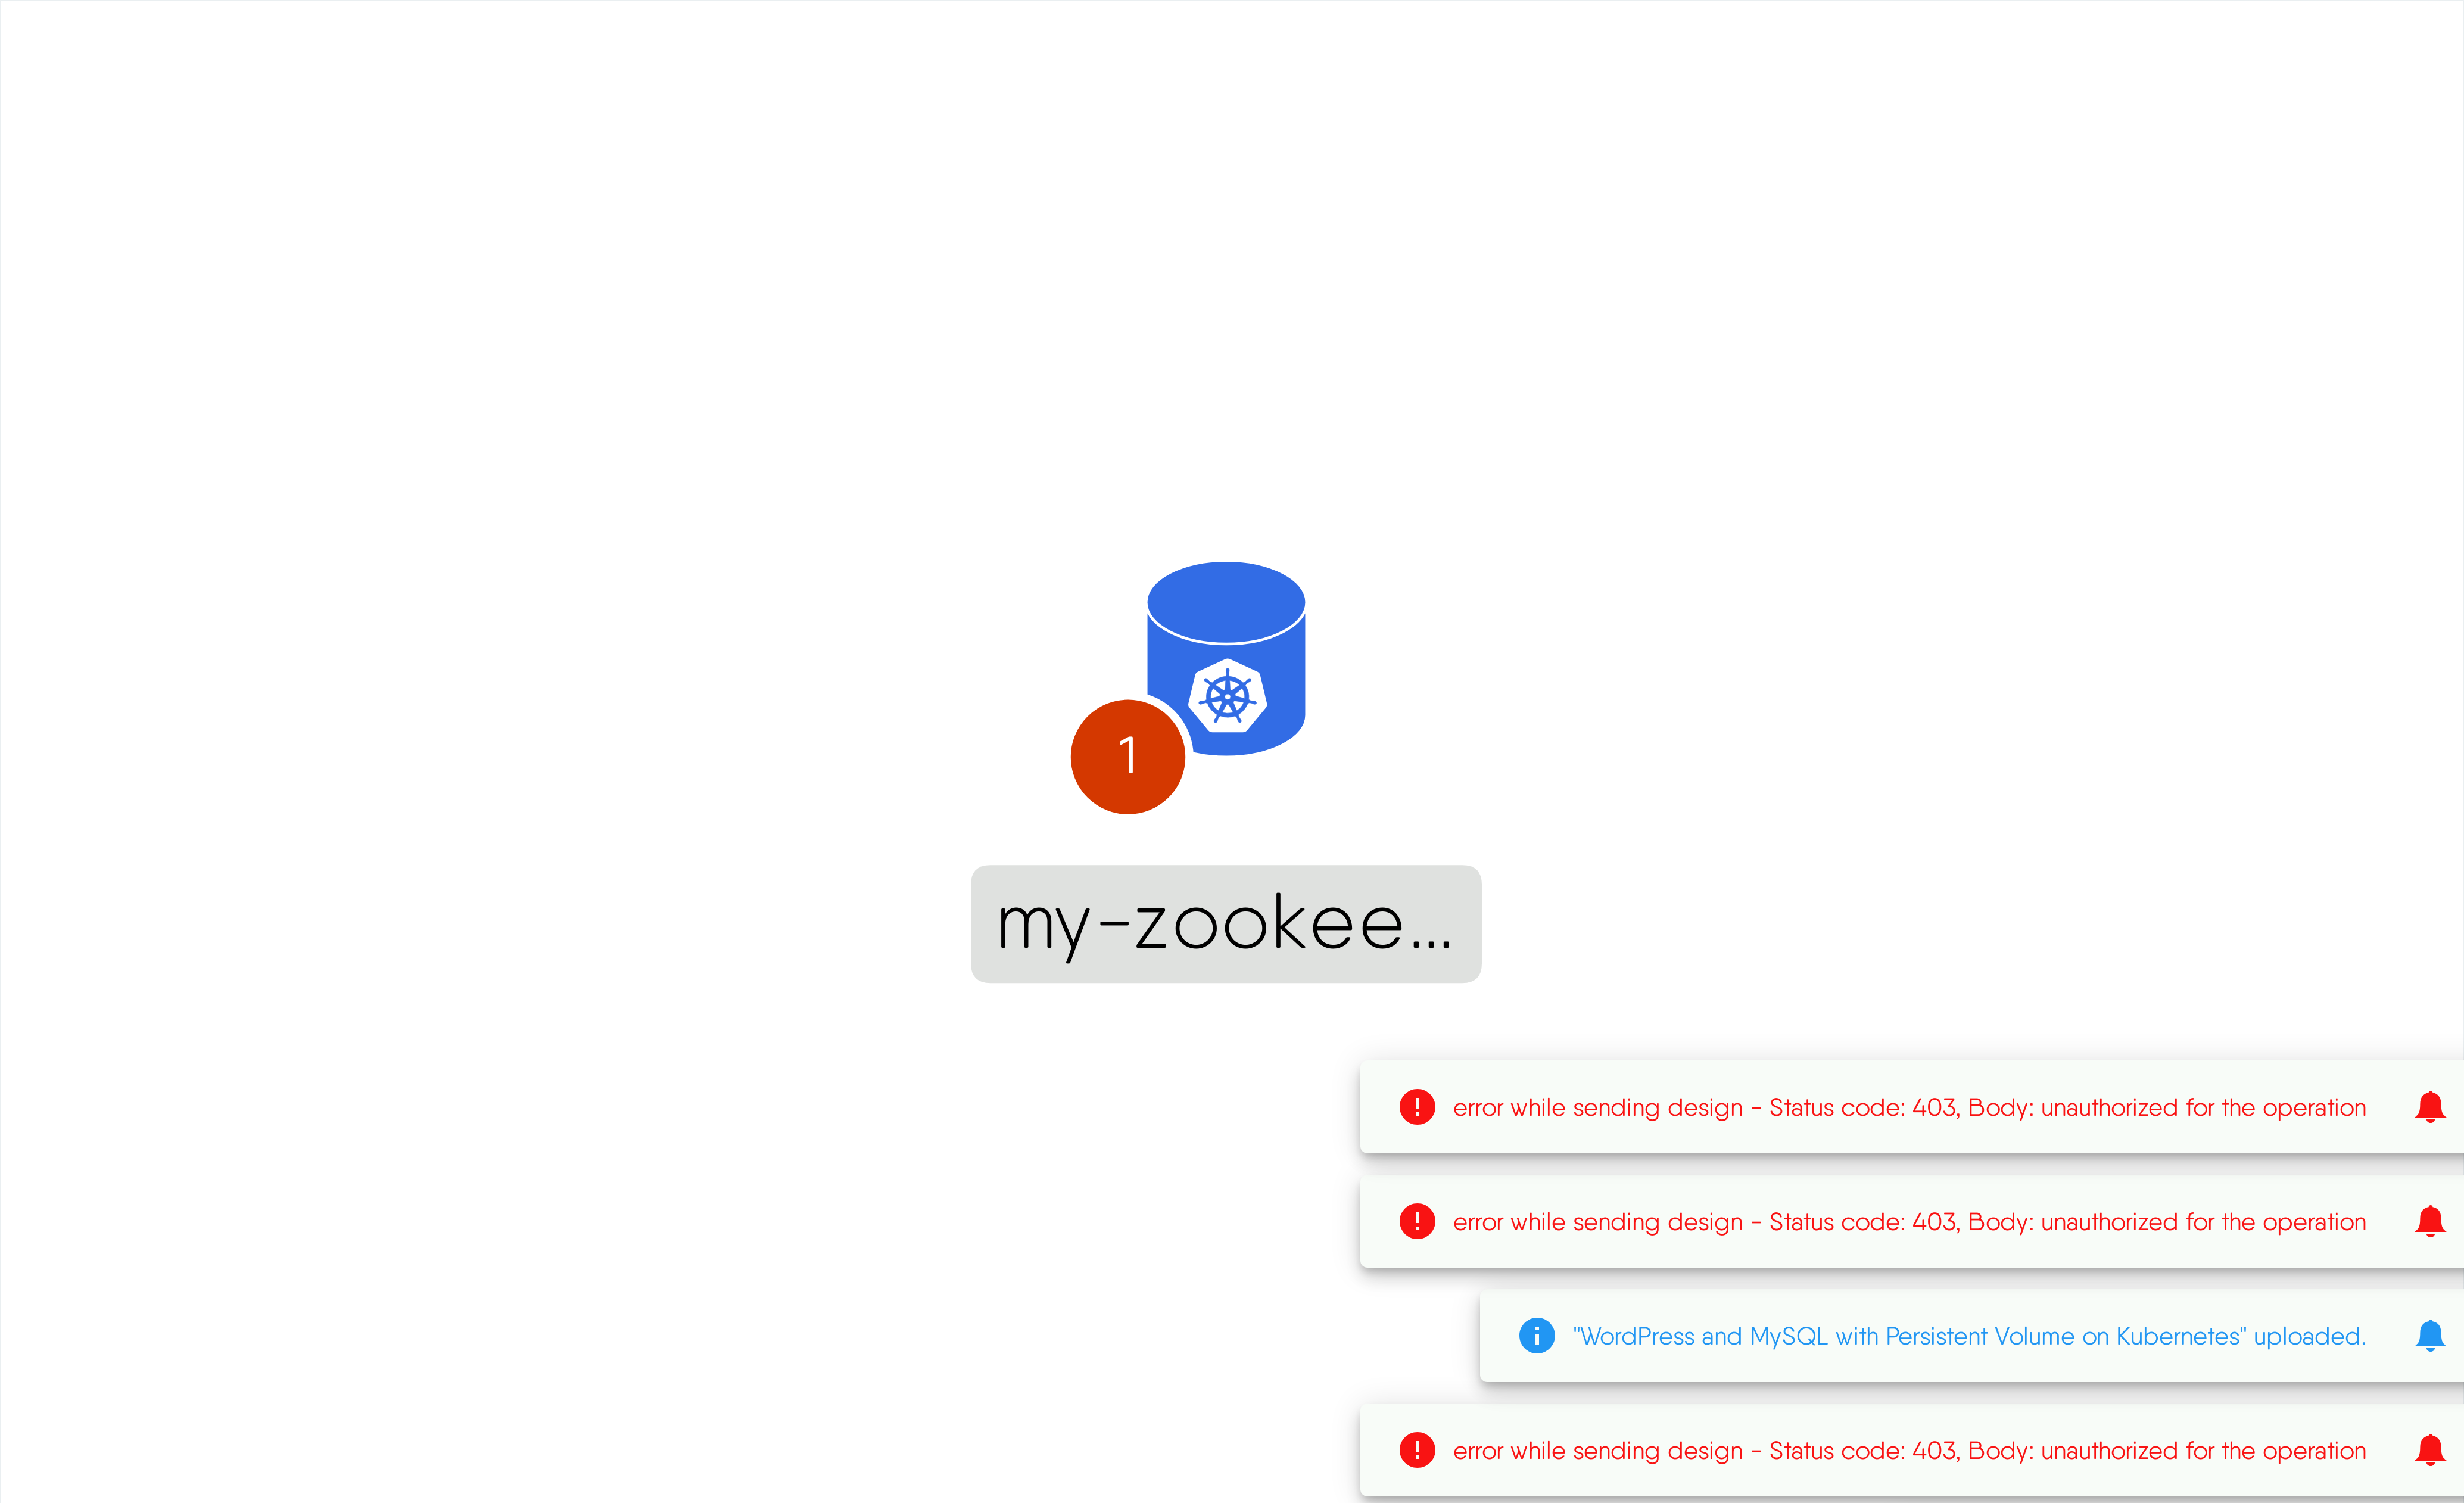 1
my-zookee...
error while sending design - Status code: 403, Body: unauthorized for the operation
error while sending design - Status code: 403, Body: unauthorized for the operation
"WordPress and MySQL with Persistent Volume on Kubernetes" uploaded.
error while sending design - Status code: 403, Body: unauthorized for the operation